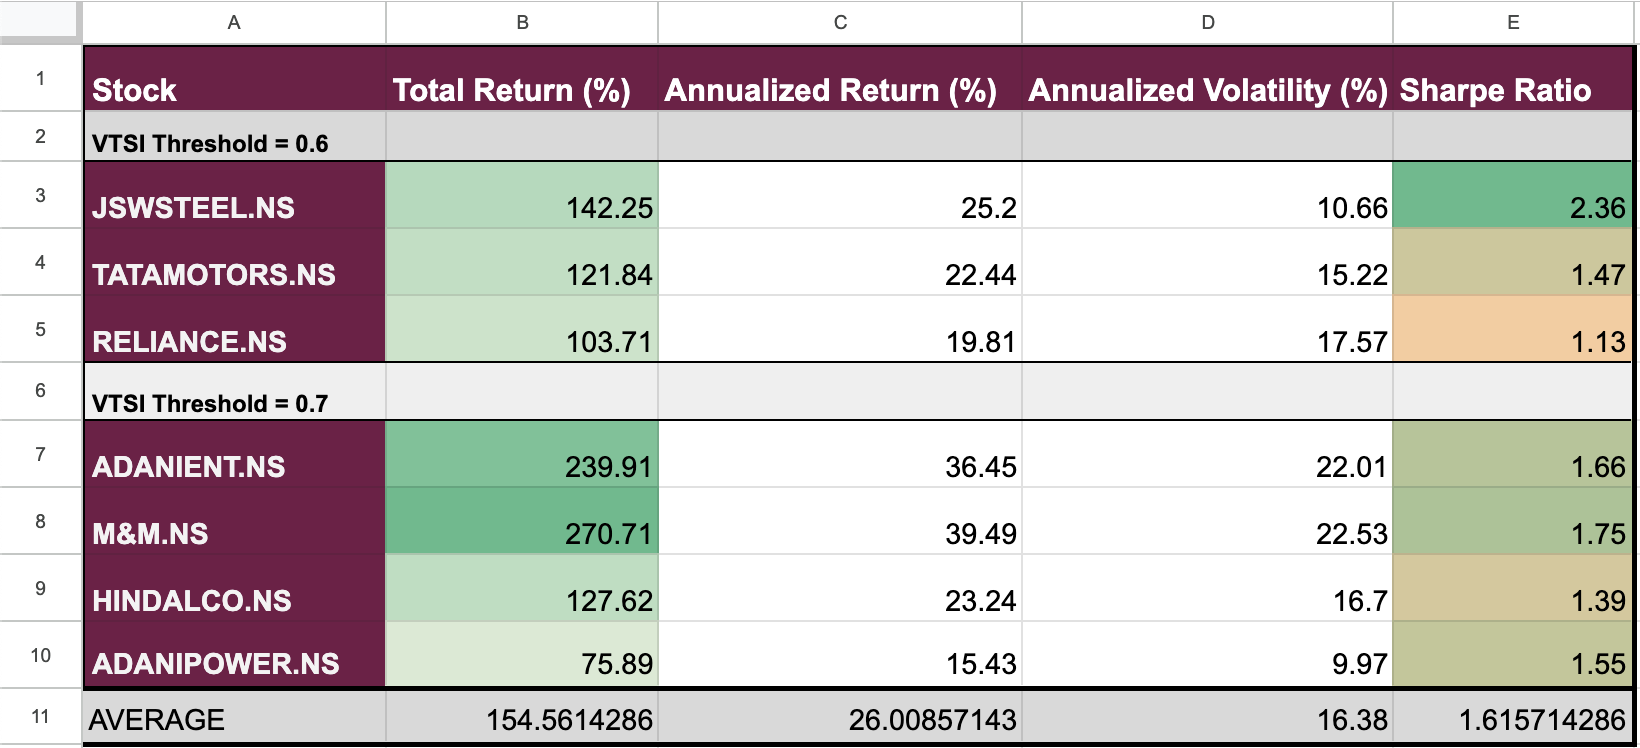 A B C D E
1 Stock Total Return (%) Annualized Return (%) Annualized Volatility (%) Sharpe Ratio
2 VTSI Threshold = 0.6
3 JSWSTEEL.NS 142.25 25.2 10.66 2.36
4 TATAMOTORS.NS 121.84 22.44 15.22 1.47
5 RELIANCE.NS 103.71 19.81 17.57 1.13
6 VTSI Threshold = 0.7
7 ADANIENT.NS 239.91 36.45 22.01 1.66
8 M&M.NS 270.71 39.49 22.53 1.75
9 HINDALCO.NS 127.62 23.24 16.7 1.39
10 ADANIPOWER.NS 75.89 15.43 9.97 1.55
11 AVERAGE 154.5614286 26.00857143 16.38 1.615714286